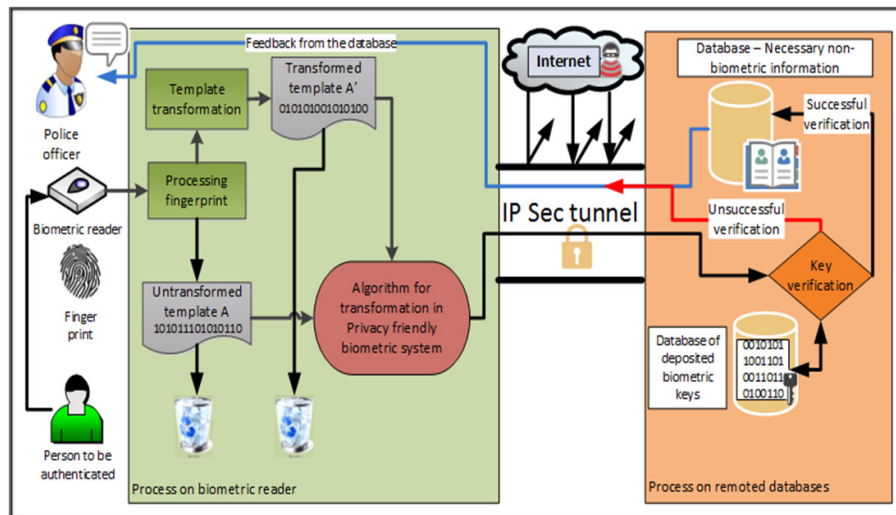 Feedback from the database
Police
officer
Template
transformation
Transformed
template A'
010101001010100
Internet
Database – Necessary non-
biometric information
Successful
verification
Processing
fingerprint
Biometric reader
IP Sec tunnel
Unsuccessful
verification
Key
verification
Finger
print
Untransformed
template A
101011101010110
Algorithm for
transformation in
Privacy friendly
biometric system
Database of
deposited
biometric
keys
0010101
1001101
0011011
0100110
Person to be
authenticated
Process on biometric reader
Process on remoted databases